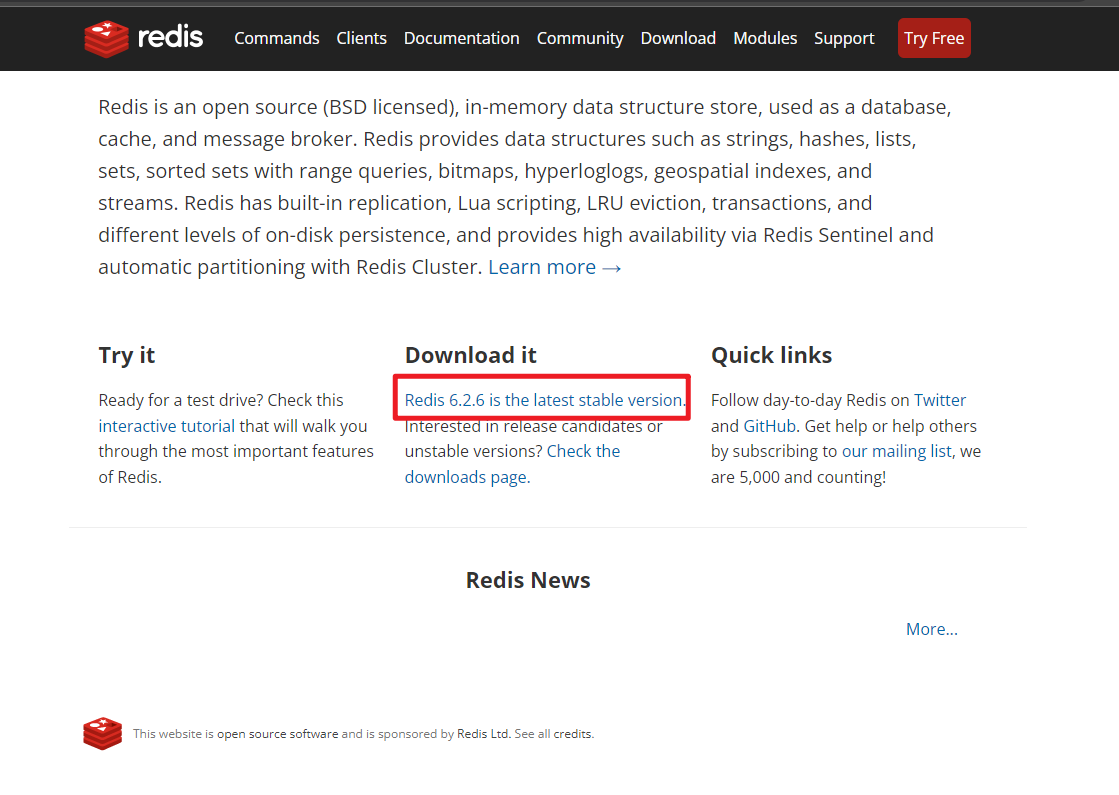 redis Commands Clients Documentation Community Download Modules Support Try Free
Redis is an open source (BSD licensed), in-memory data structure store, used as a database,
cache, and message broker. Redis provides data structures such as strings, hashes, lists,
sets, sorted sets with range queries, bitmaps, hyperloglogs, geospatial indexes, and
streams. Redis has built-in replication, Lua scripting, LRU eviction, transactions, and
different levels of on-disk persistence, and provides high availability via Redis Sentinel and
automatic partitioning with Redis Cluster. Learn more →
Try it
Ready for a test drive? Check this
interactive tutorial that will walk you
through the most important features
of Redis.
Download it
Redis 6.2.6 is the latest stable version.
Interested in release candidates or
unstable versions? Check the
downloads page.
Quick links
Follow day-to-day Redis on Twitter
and GitHub. Get help or help others
by subscribing to our mailing list, we
are 5,000 and counting!
Redis News
More...
This website is open source software and is sponsored by Redis Ltd. See all credits.